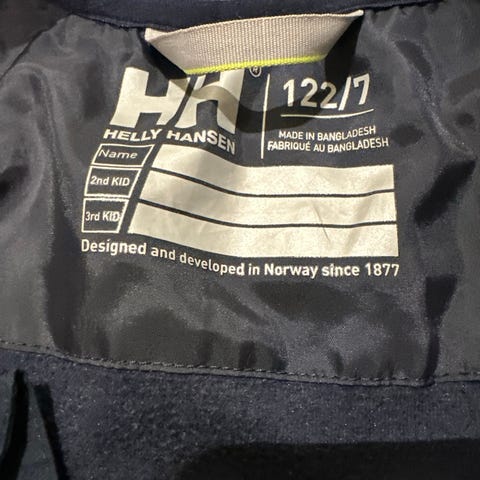 HH ®
HELLY HANSEN
122/7
MADE IN BANGLADESH
FABRIQUÉ AU BANGLADESH
Name
2nd KID
3rd KID
Designed and developed in Norway since 1877